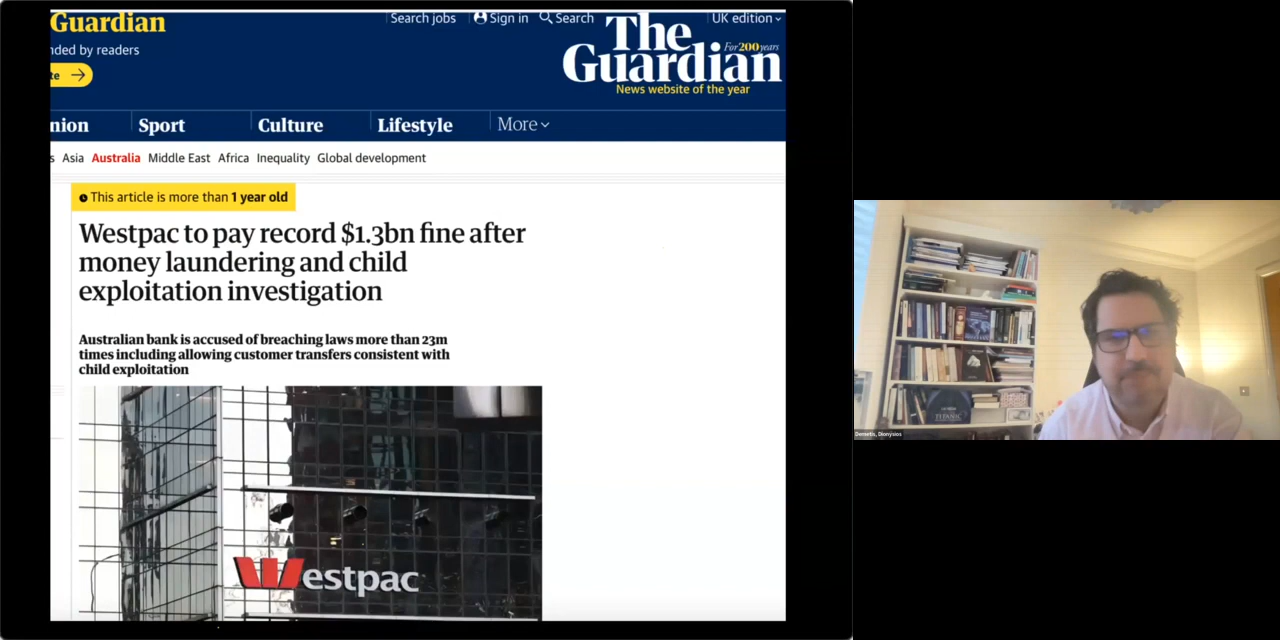 Guardian
nded by readers
te
Search jobs
Sign in
Search
UK edition
The
Guardian
For 200 years
News website of the year
nion
Sport
Culture
Lifestyle
More
s Asia Australia Middle East Africa Inequality Global development
This article is more than 1 year old
Westpac to pay record $1.3bn fine after
money laundering and child
exploitation investigation
Australian bank is accused of breaching laws more than 23m
times including allowing customer transfers consistent with
child exploitation
Westpac
TITANIC
Demetis, Dionysios